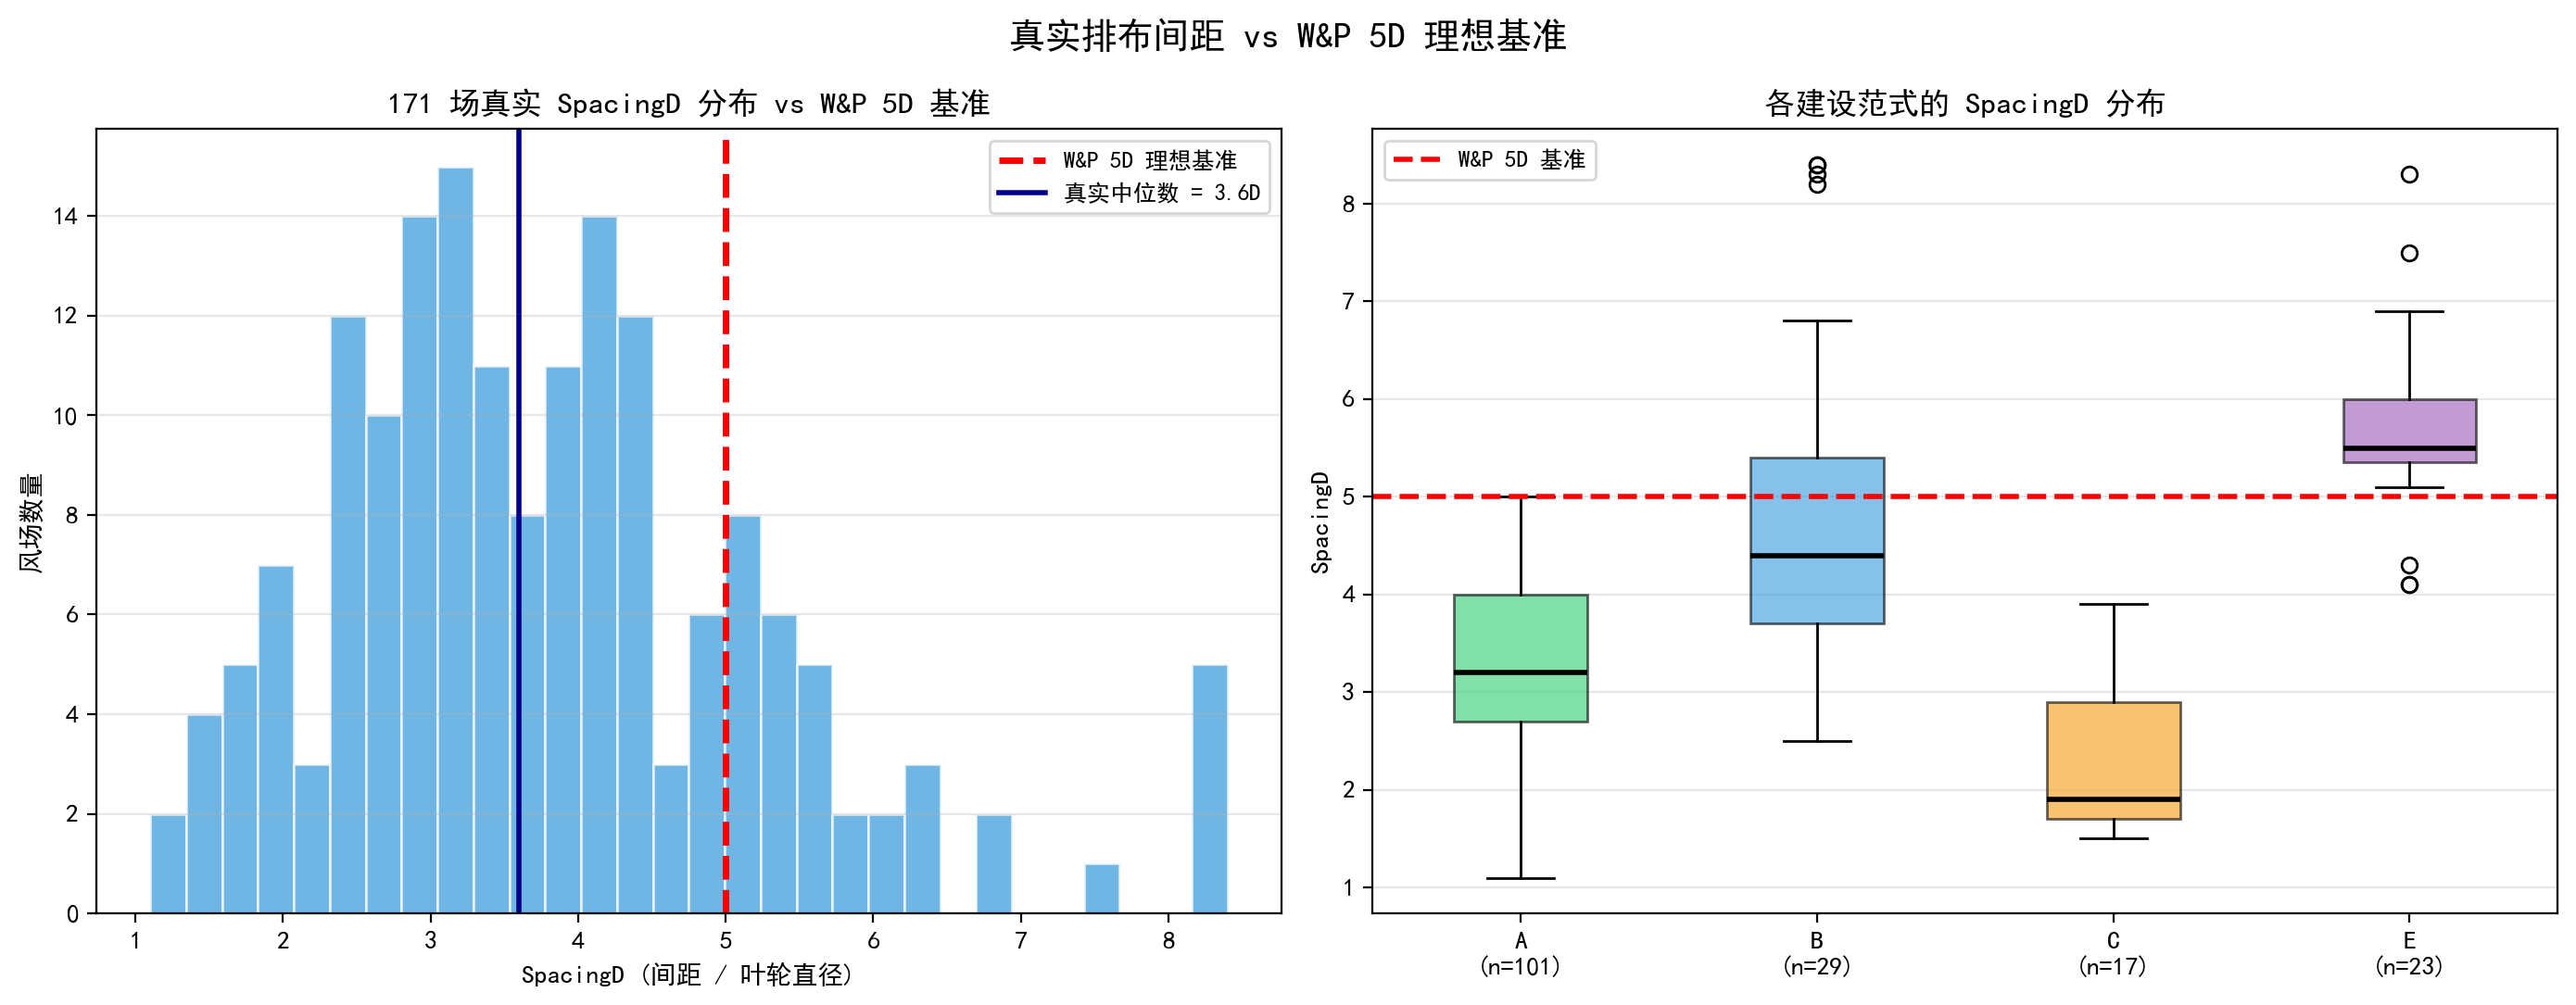 真实排布间距 vs W&P 5D 理想基准
171 场真实 SpacingD 分布 vs W&P 5D 基准
W&P 5D 理想基准
真实中位数 = 3.6D
风场数量
14
12
10
8
6
4
2
0
1 2 3 4 5 6 7 8
SpacingD (间距 / 叶轮直径)
各建设范式的 SpacingD 分布
W&P 5D 基准
SpacingD
8
7
6
5
4
3
2
1
A B C E
(n=101) (n=29) (n=17) (n=23)